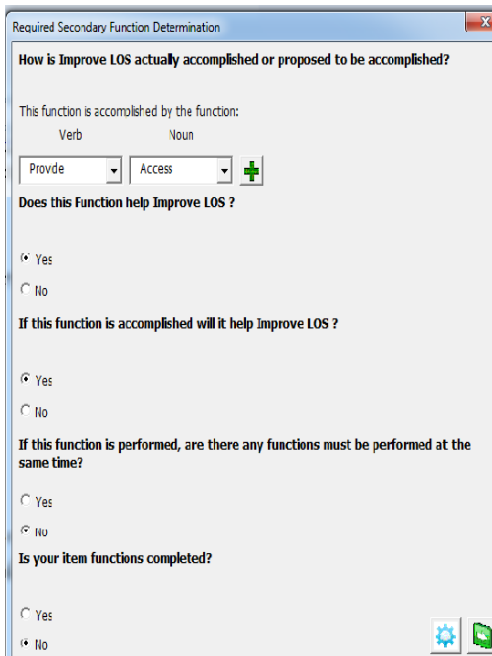 Required Secondary Function Determination
X
How is Improve LOS actually accomplished or proposed to be accomplished?
This function is accomplished by the function:
Verb Noun
Provde Access
Does this Function help Improve LOS ?
Yes
No
If this function is accomplished will it help Improve LOS ?
Yes
No
If this function is performed, are there any functions must be performed at the
same time?
Yes
No
Is your item functions completed?
Yes
No